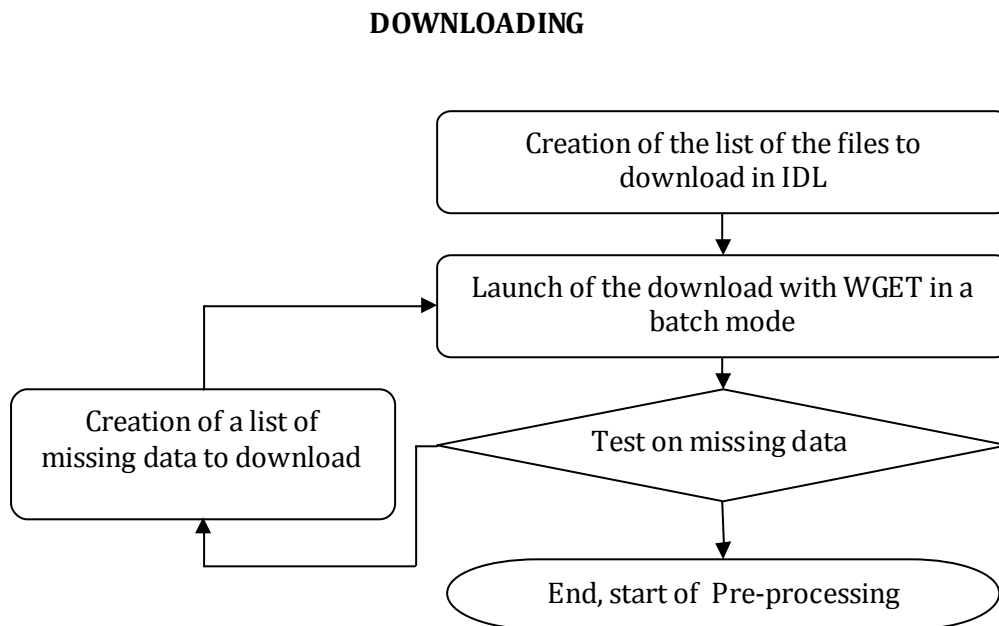 DOWNLOADING
Creation of the list of the files to
download in IDL
Launch of the download with WGET in a
batch mode
Creation of a list of
missing data to download
Test on missing data
End, start of  Pre-processing